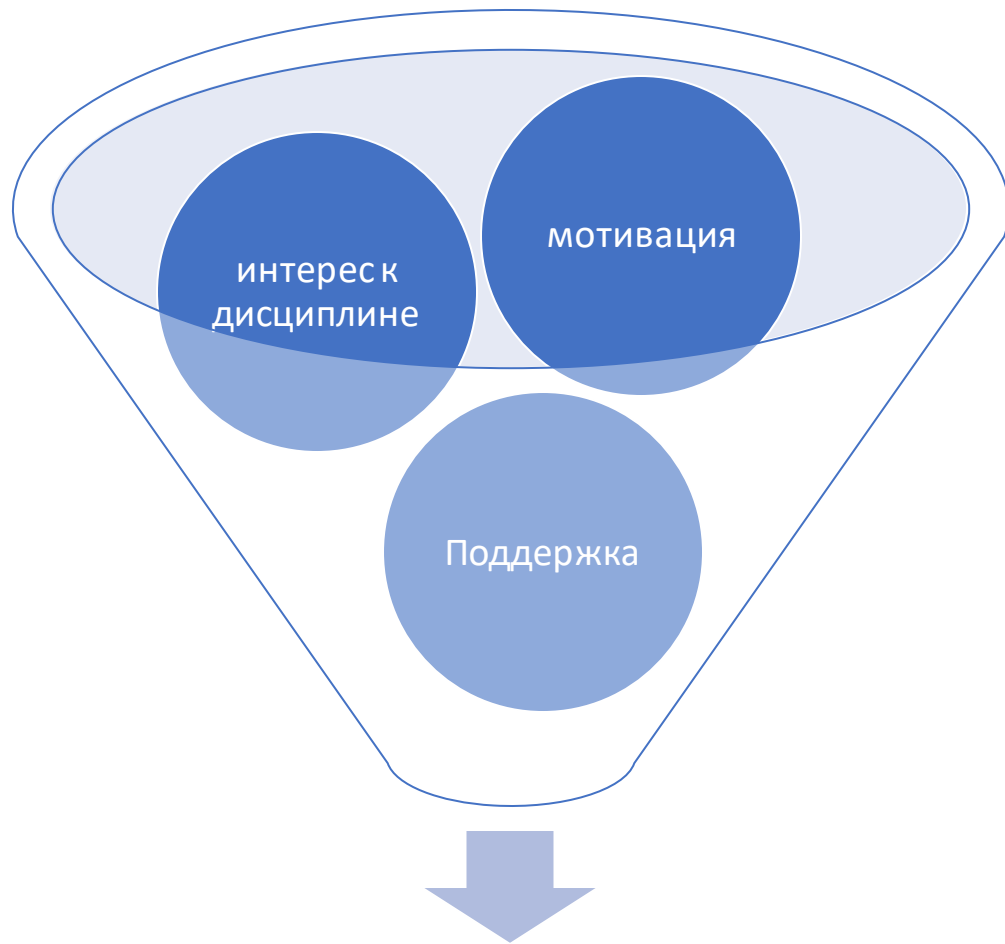 интерес к
дисциплине
мотивация
Поддержка